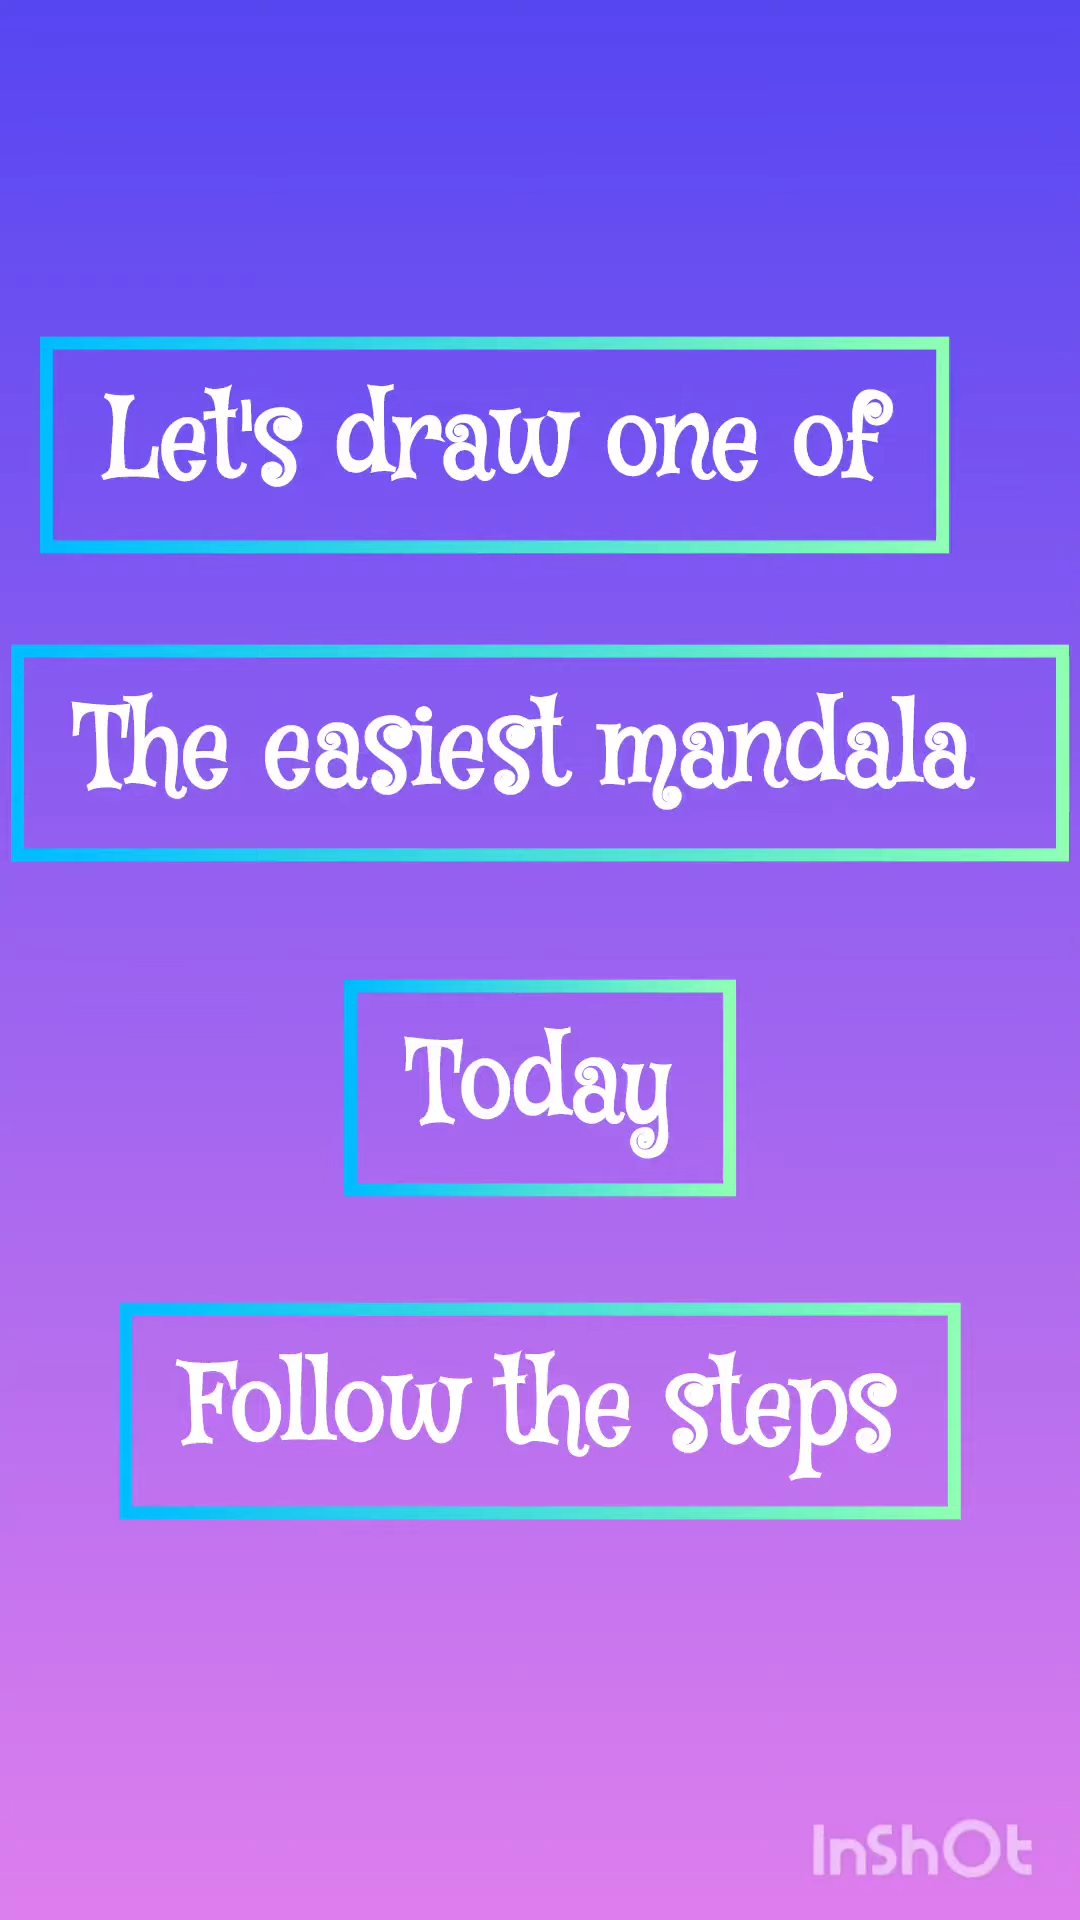 Let's draw one of
The easiest mandala
Today
Follow the steps
InShOt